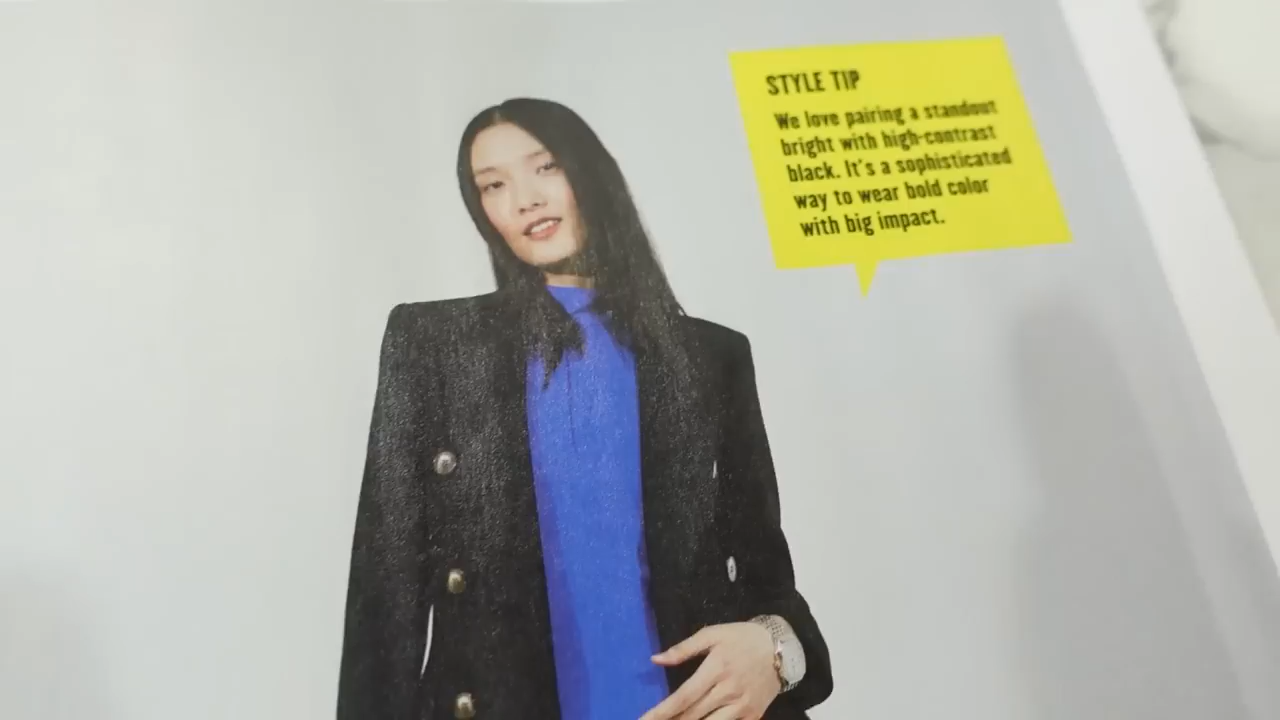 STYLE TIP
We love pairing a standout
bright with high-contrast
black. It's a sophisticated
way to wear bold color
with big impact.